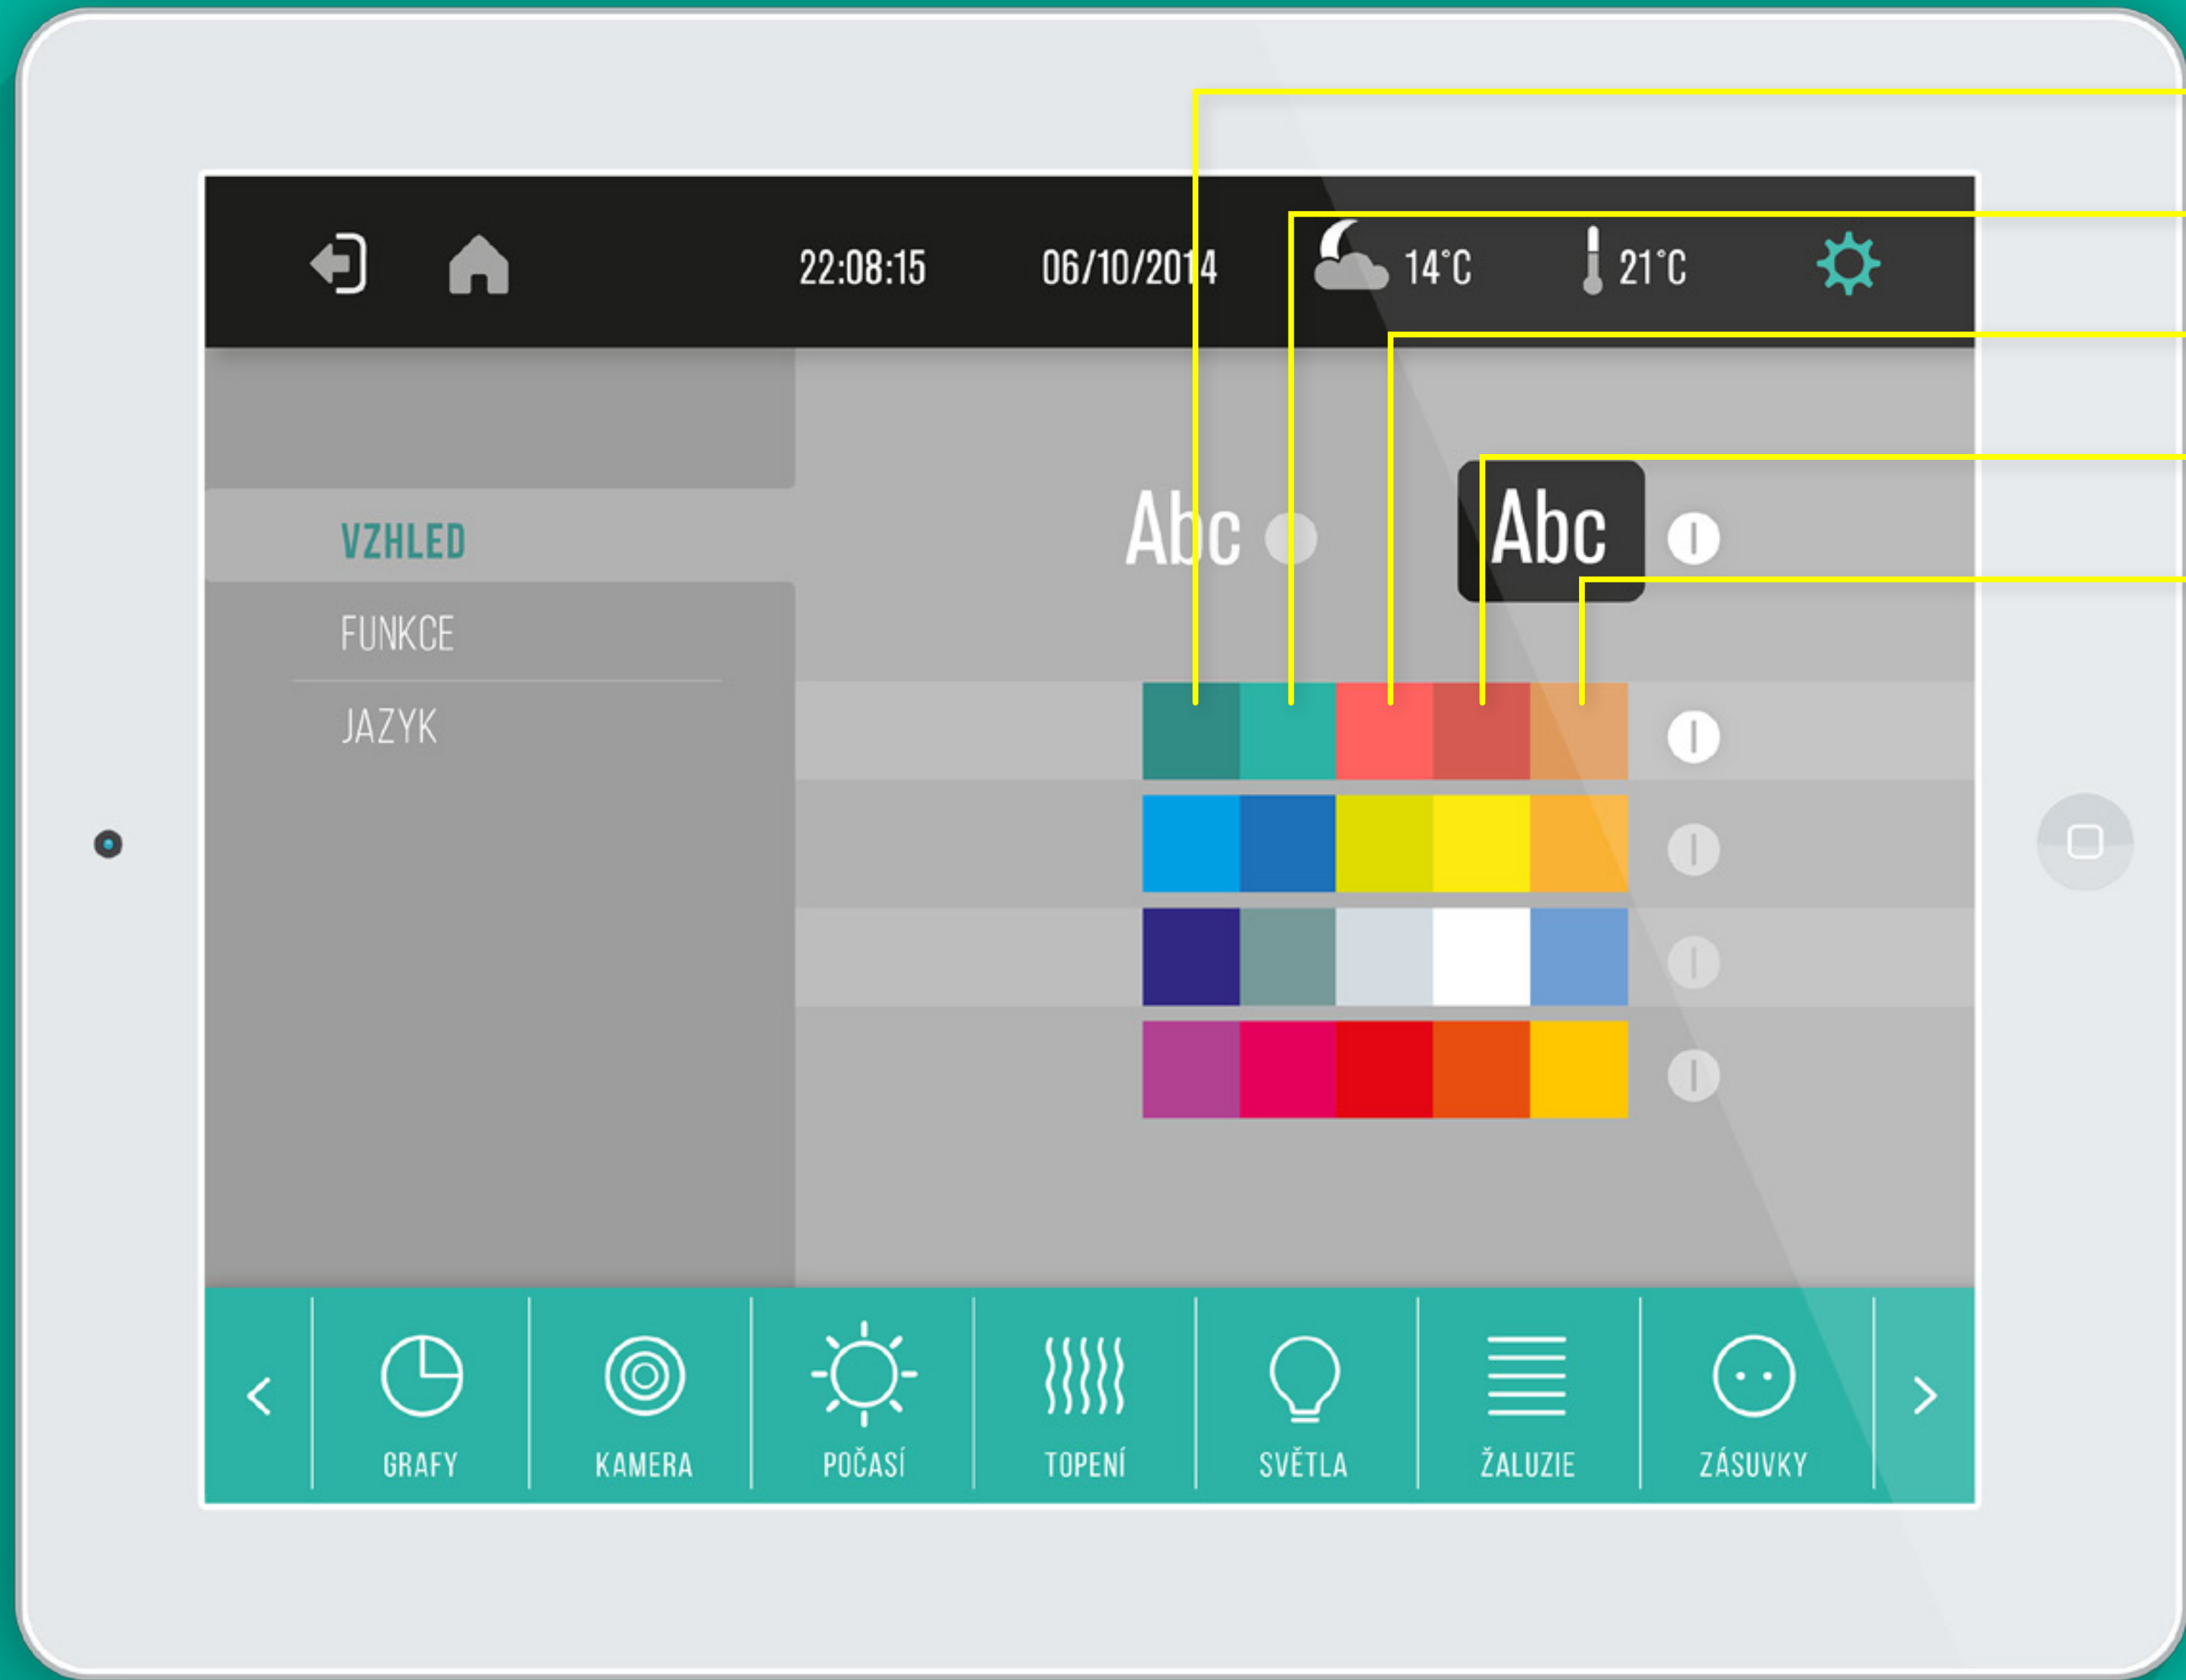 22:08:15 06/10/2014 14°C 21°C
Abc Abc
VZHLED
FUNKCE
JAZYK
GRAFY KAMERA POČASÍ TOPENÍ SVĚTLA ŽALUZIE ZÁSUVKY